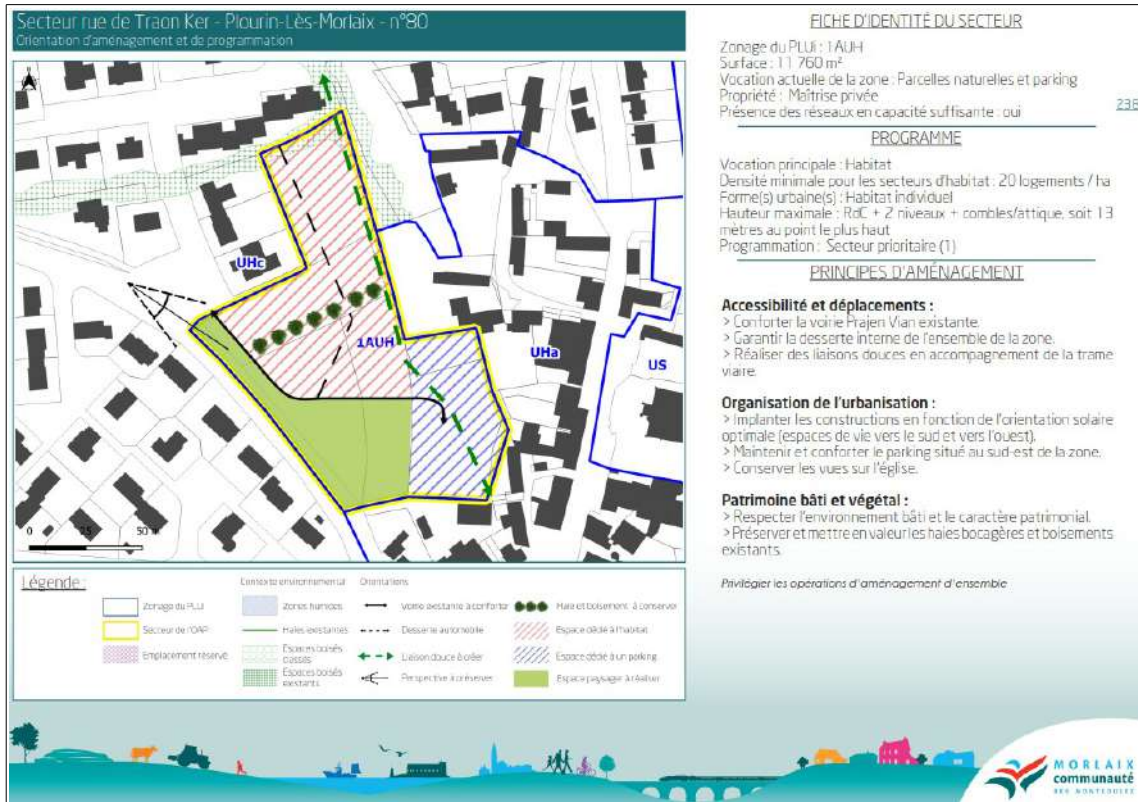 Secteur rue de Traon Ker - Plourin-Lès-Morlaix - n°80
Orientation d'aménagement et de programmation
N
UHc
1AUH
UHa
US
0 25 50 m
Légende :
Zonage du PLUi
Secteur de l'OAP
Emplacement réservé
Contexte environnemental
Zones humides
Haies existantes
Espaces boisés
classés
Espaces boisés
existants
Orientations
Voirie existante à conforter
Desserte automobile
Liaison douce à créer
Perspective à préserver
Haie et boisement à conserver
Espace dédié à l'habitat
Espace dédié à un parking
Espace paysager à réaliser
FICHE D'IDENTITÉ DU SECTEUR
Zonage du PLUi : 1AUH
Surface : 11 760 m²
Vocation actuelle de la zone : Parcelles naturelles et parking
Propriété : Maîtrise privée
Présence des réseaux en capacité suffisante : oui
238
PROGRAMME
Vocation principale : Habitat
Densité minimale pour les secteurs d'habitat : 20 logements / ha
Forme(s) urbaine(s) : Habitat individuel
Hauteur maximale : RdC + 2 niveaux + combles/attique, soit 13
mètres au point le plus haut
Programmation : Secteur prioritaire (1)
PRINCIPES D'AMÉNAGEMENT
Accessibilité et déplacements :
> Conforter la voirie Prajen Vian existante.
> Garantir la desserte interne de l'ensemble de la zone.
> Réaliser des liaisons douces en accompagnement de la trame
viaire.
Organisation de l'urbanisation :
> Implanter les constructions en fonction de l'orientation solaire
optimale (espaces de vie vers le sud et vers l'ouest).
> Maintenir et conforter le parking situé au sud-est de la zone.
> Conserver les vues sur l'église.
Patrimoine bâti et végétal :
> Respecter l'environnement bâti et le caractère patrimonial.
> Préserver et mettre en valeur les haies bocagères et boisements
existants.
Privilégier les opérations d'aménagement d'ensemble
MORLAIX
communauté
BRO MONTROULEZ